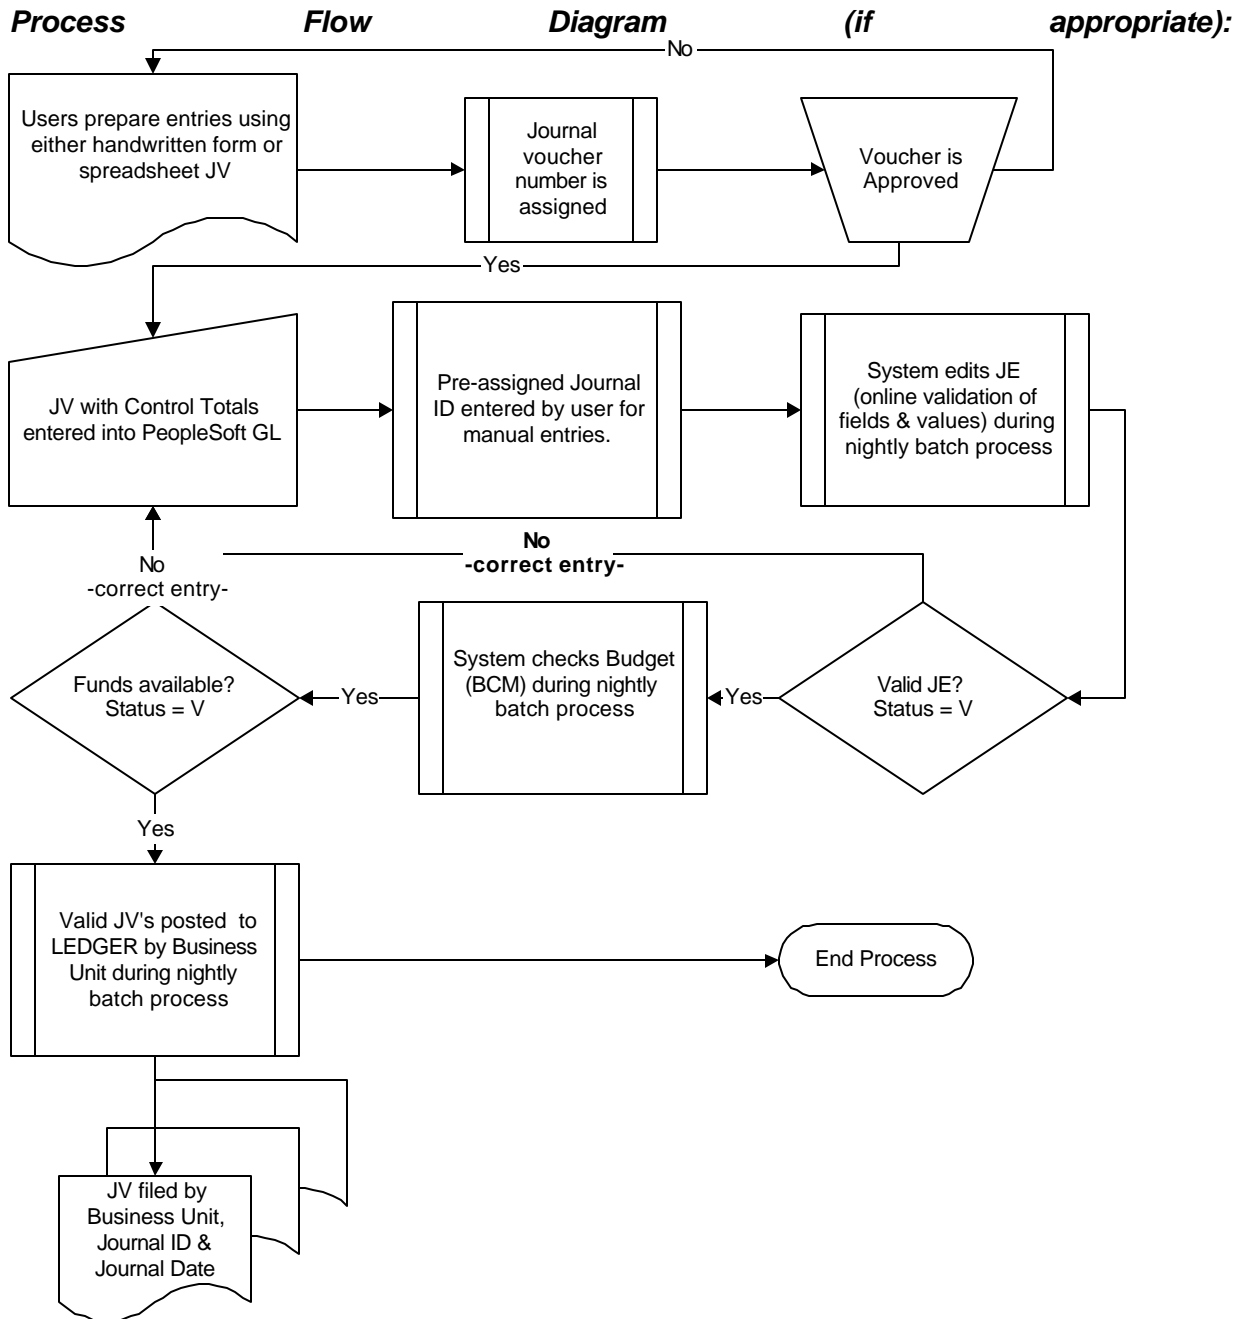 Process Flow Diagram (if appropriate):
No
Users prepare entries using
either handwritten form or
spreadsheet JV
Journal
voucher
number is
assigned
Voucher is
Approved
Yes
JV with Control Totals
entered into PeopleSoft GL
Pre-assigned Journal
ID entered by user for
manual entries.
System edits JE
(online validation of
fields & values) during
nightly batch process
No
-correct entry-
No
-correct entry-
Funds available?
Status = V
Yes
System checks Budget
(BCM) during nightly
batch process
Yes
Valid JE?
Status = V
Yes
Valid JV's posted to
LEDGER by Business
Unit during nightly
batch process
End Process
JV filed by
Business Unit,
Journal ID &
Journal Date